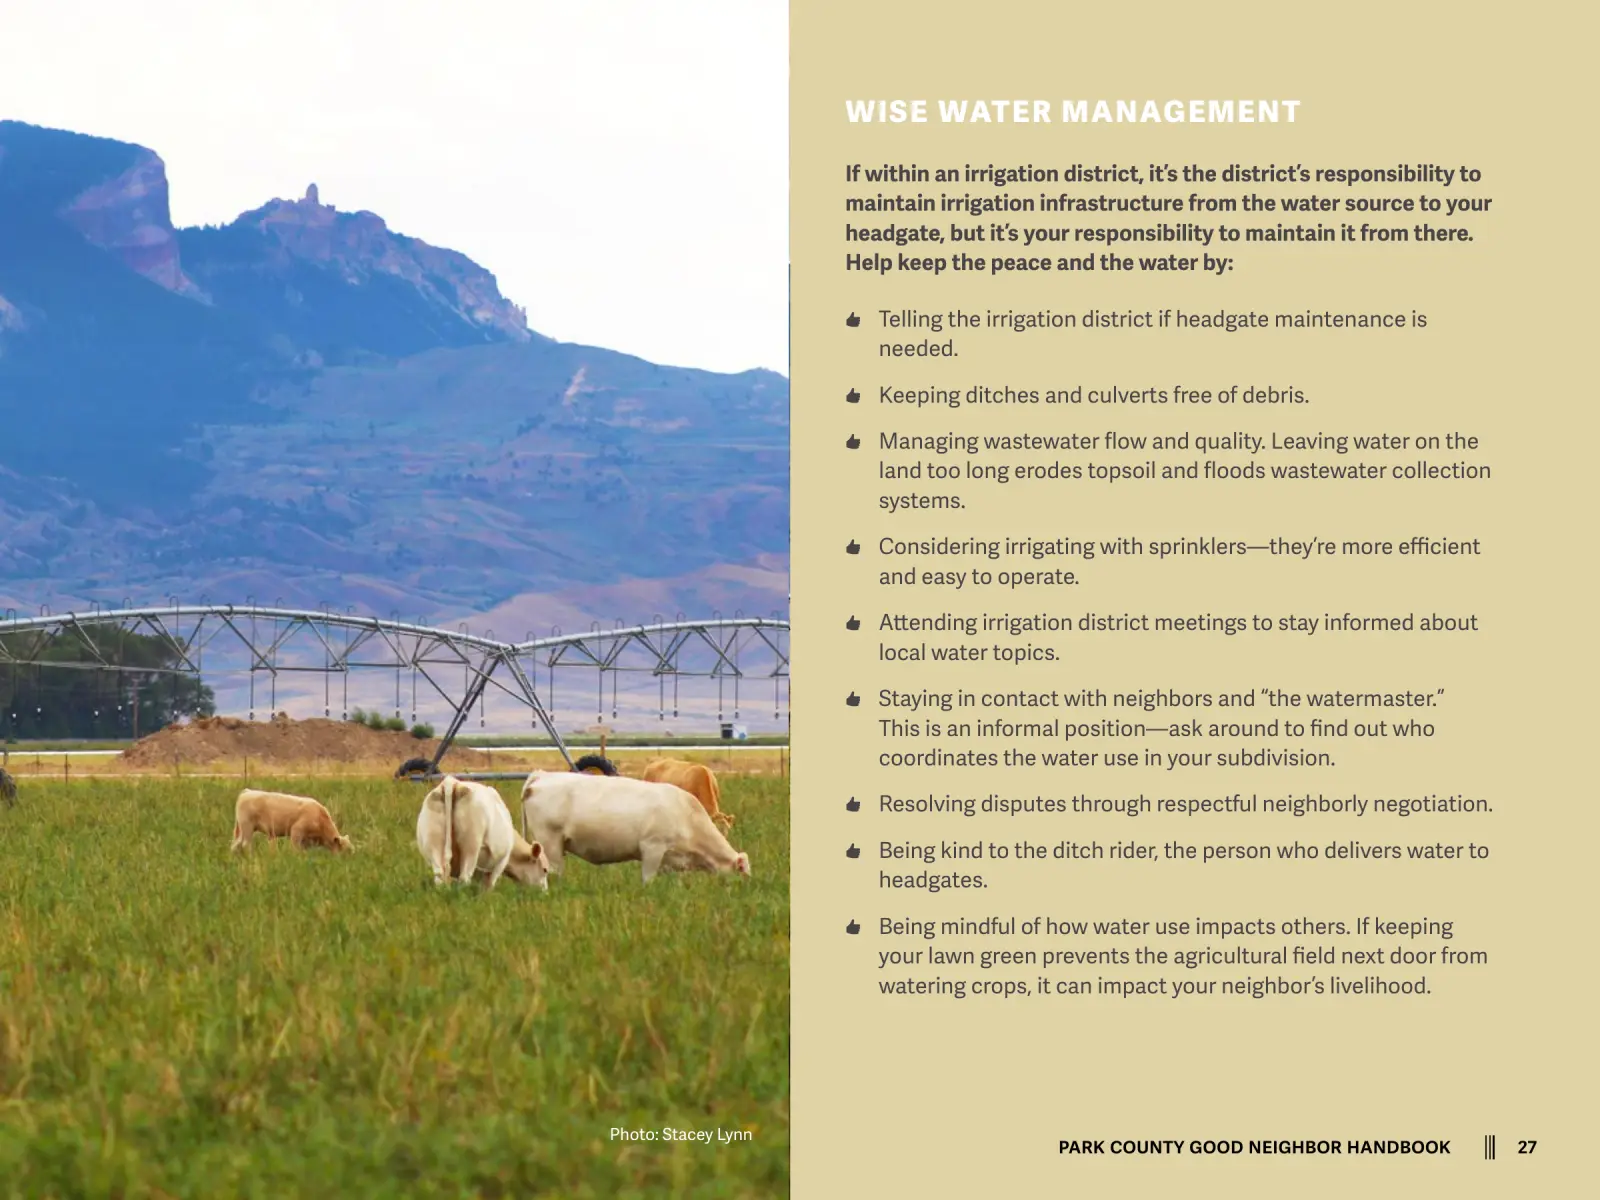 WISE WATER MANAGEMENT
If within an irrigation district, it’s the district’s responsibility to
maintain irrigation infrastructure from the water source to your
headgate, but it’s your responsibility to maintain it from there.
Help keep the peace and the water by:
Telling the irrigation district if headgate maintenance is
needed.
Keeping ditches and culverts free of debris.
Managing wastewater flow and quality. Leaving water on the
land too long erodes topsoil and floods wastewater collection
systems.
Considering irrigating with sprinklers—they’re more efficient
and easy to operate.
Attending irrigation district meetings to stay informed about
local water topics.
Staying in contact with neighbors and “the watermaster.”
This is an informal position—ask around to find out who
coordinates the water use in your subdivision.
Resolving disputes through respectful neighborly negotiation.
Being kind to the ditch rider, the person who delivers water to
headgates.
Being mindful of how water use impacts others. If keeping
your lawn green prevents the agricultural field next door from
watering crops, it can impact your neighbor’s livelihood.
Photo: Stacey Lynn
PARK COUNTY GOOD NEIGHBOR HANDBOOK 27